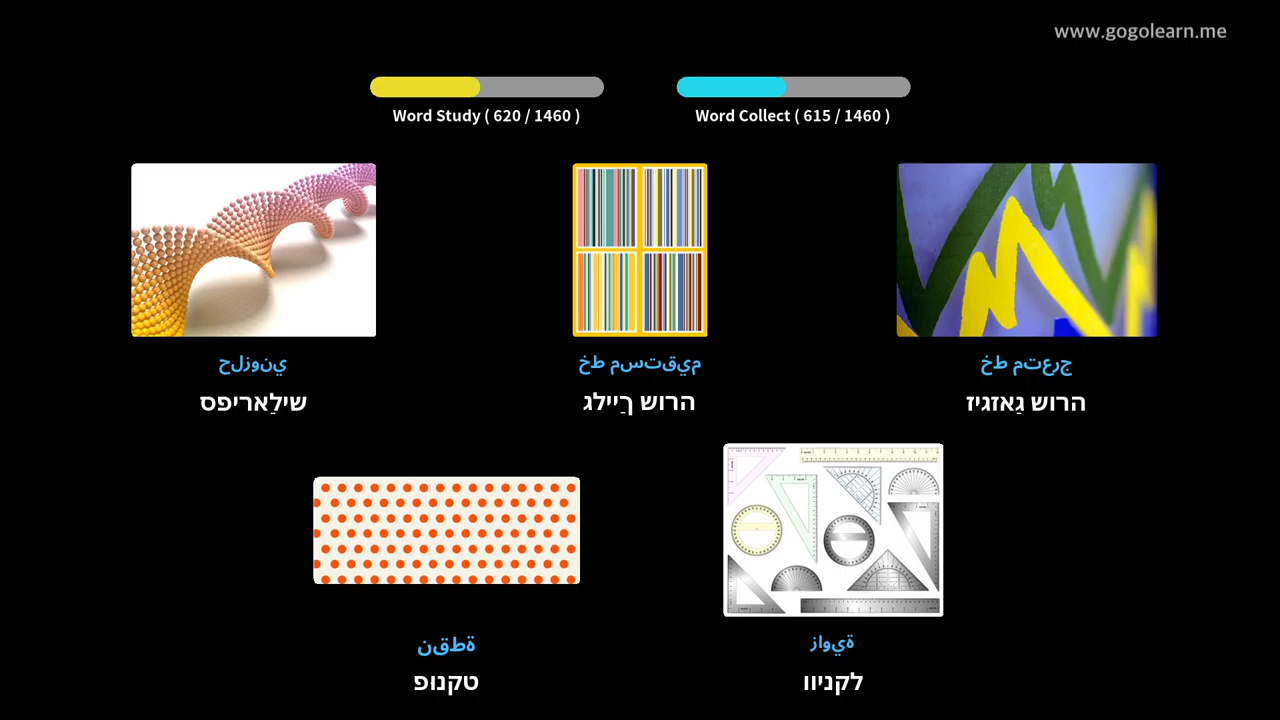 www.gogolearn.me
Word Study ( 620 / 1460 )
Word Collect ( 615 / 1460 )
ينوزلح
שילַאריפס
ميقتسم طخ
הרוש ךַיילג
جرعتم طخ
הרוש גַאזגיז
ةطقن
טקנופ
ةيواز
לקניוו